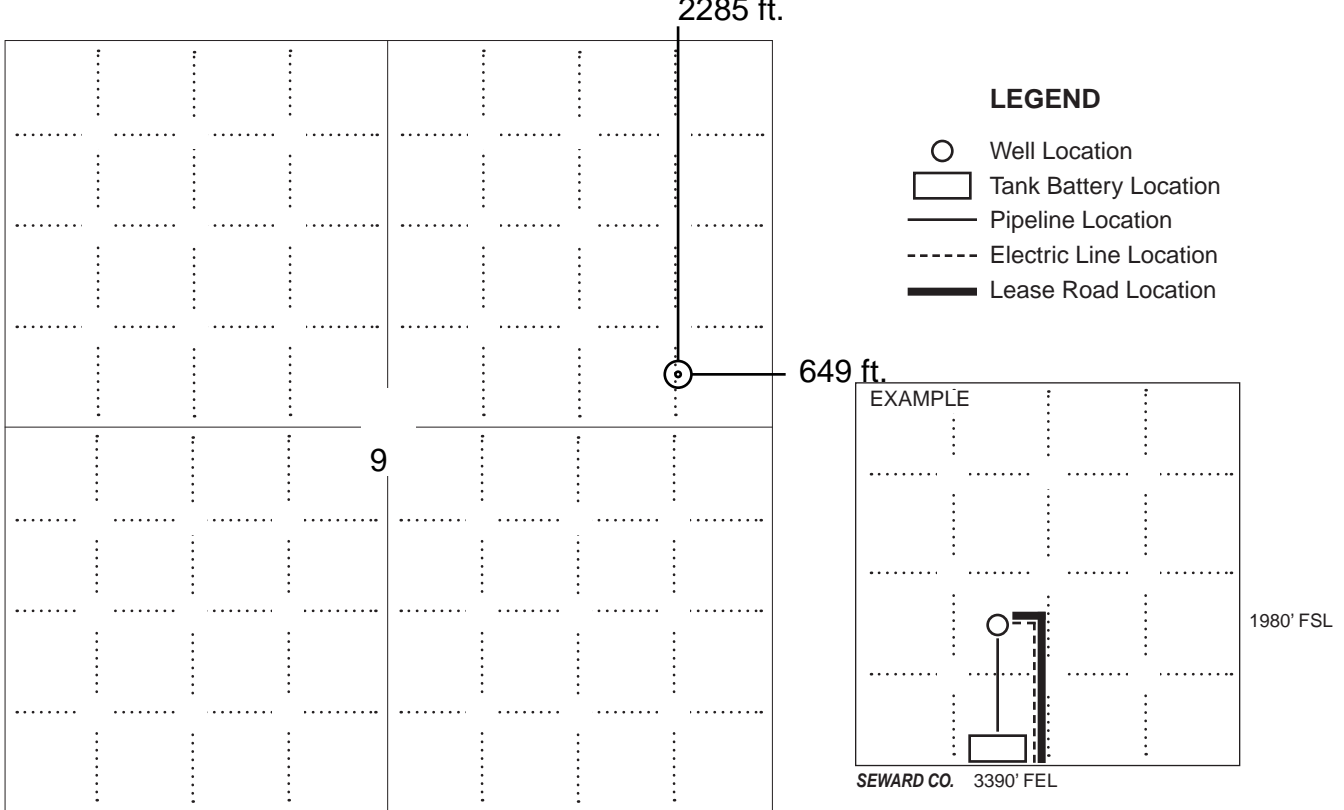 2285 ft.
LEGEND
Well Location
Tank Battery Location
Pipeline Location
Electric Line Location
Lease Road Location
649 ft.
EXAMPLE
9
1980' FSL
SEWARD CO. 3390' FEL